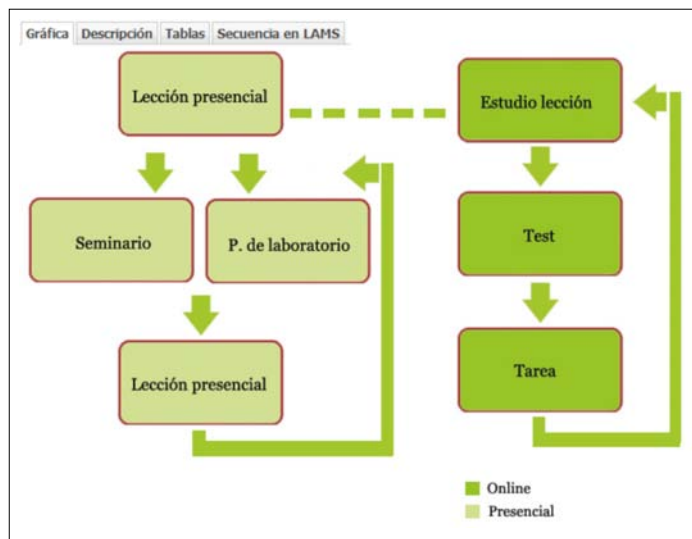 Gráfica Descripción Tablas Secuencia en LAMS
Lección presencial
Estudio lección
Seminario
P. de laboratorio
Test
Lección presencial
Tarea
Online
Presencial